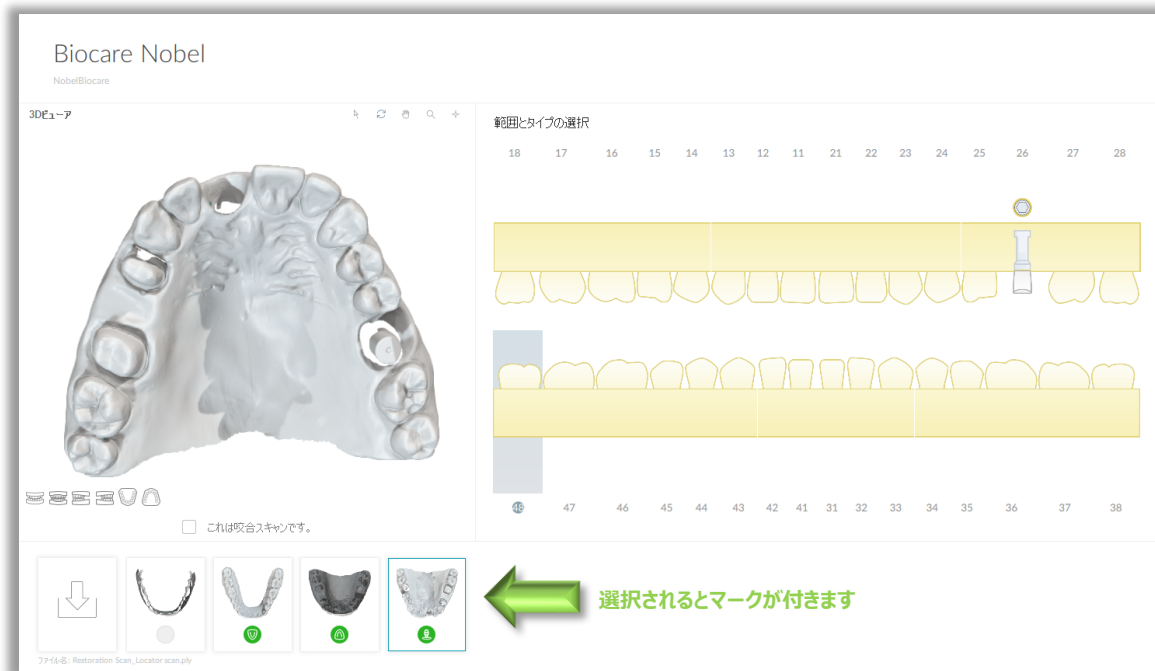 Biocare Nobel
NobelBiocare
3Dビューア
範囲とタイプの選択
18 17 16 15 14 13 12 11 21 22 23 24 25 26 27 28
48 47 46 45 44 43 42 41 31 32 33 34 35 36 37 38
これは咬合スキャンです。
選択されるとマークが付きます
ファイル名: Restoration Scan_Locator scan.ply